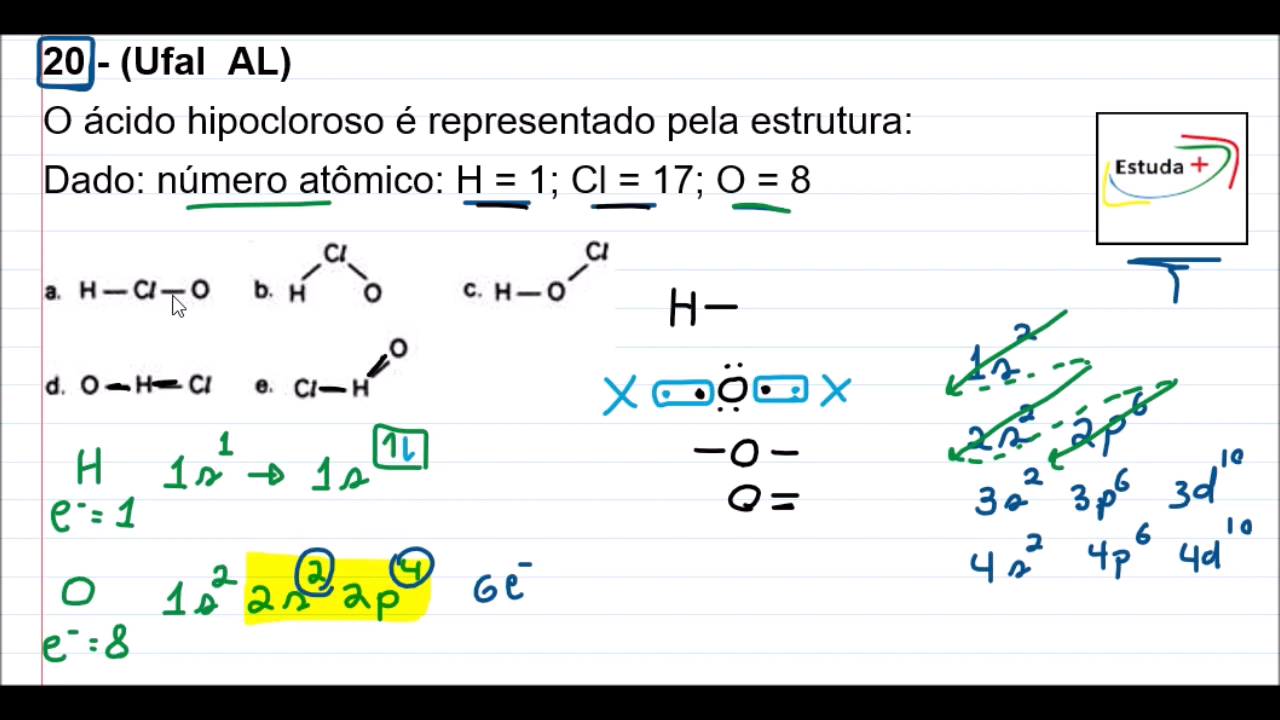 20 - (Ufal AL)
O ácido hipocloroso é representado pela estrutura:
Dado: número atômico: H = 1; Cl = 17; O = 8
Estuda +
a. H — Cl — O b. H Cl O c. H — O Cl
d. O — H — Cl e. Cl — H O
H —
X O X
— O —
O =
H 1s¹ → 1s
e⁻ = 1
O 1s² 2s² 2p⁴ 6e⁻
e⁻ = 8
1s²
2s² 2p⁶
3s² 3p⁶ 3d¹⁰
4s² 4p⁶ 4d¹⁰
T